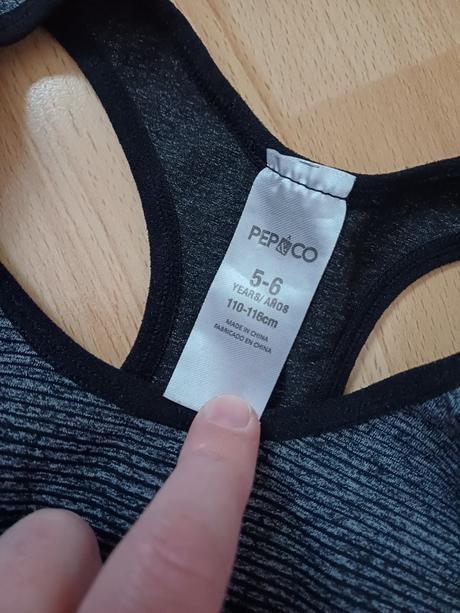 PEPCO
5-6
YEARS/AÑOS
110-116cm
MADE IN CHINA
FABRICADO EN CHINA